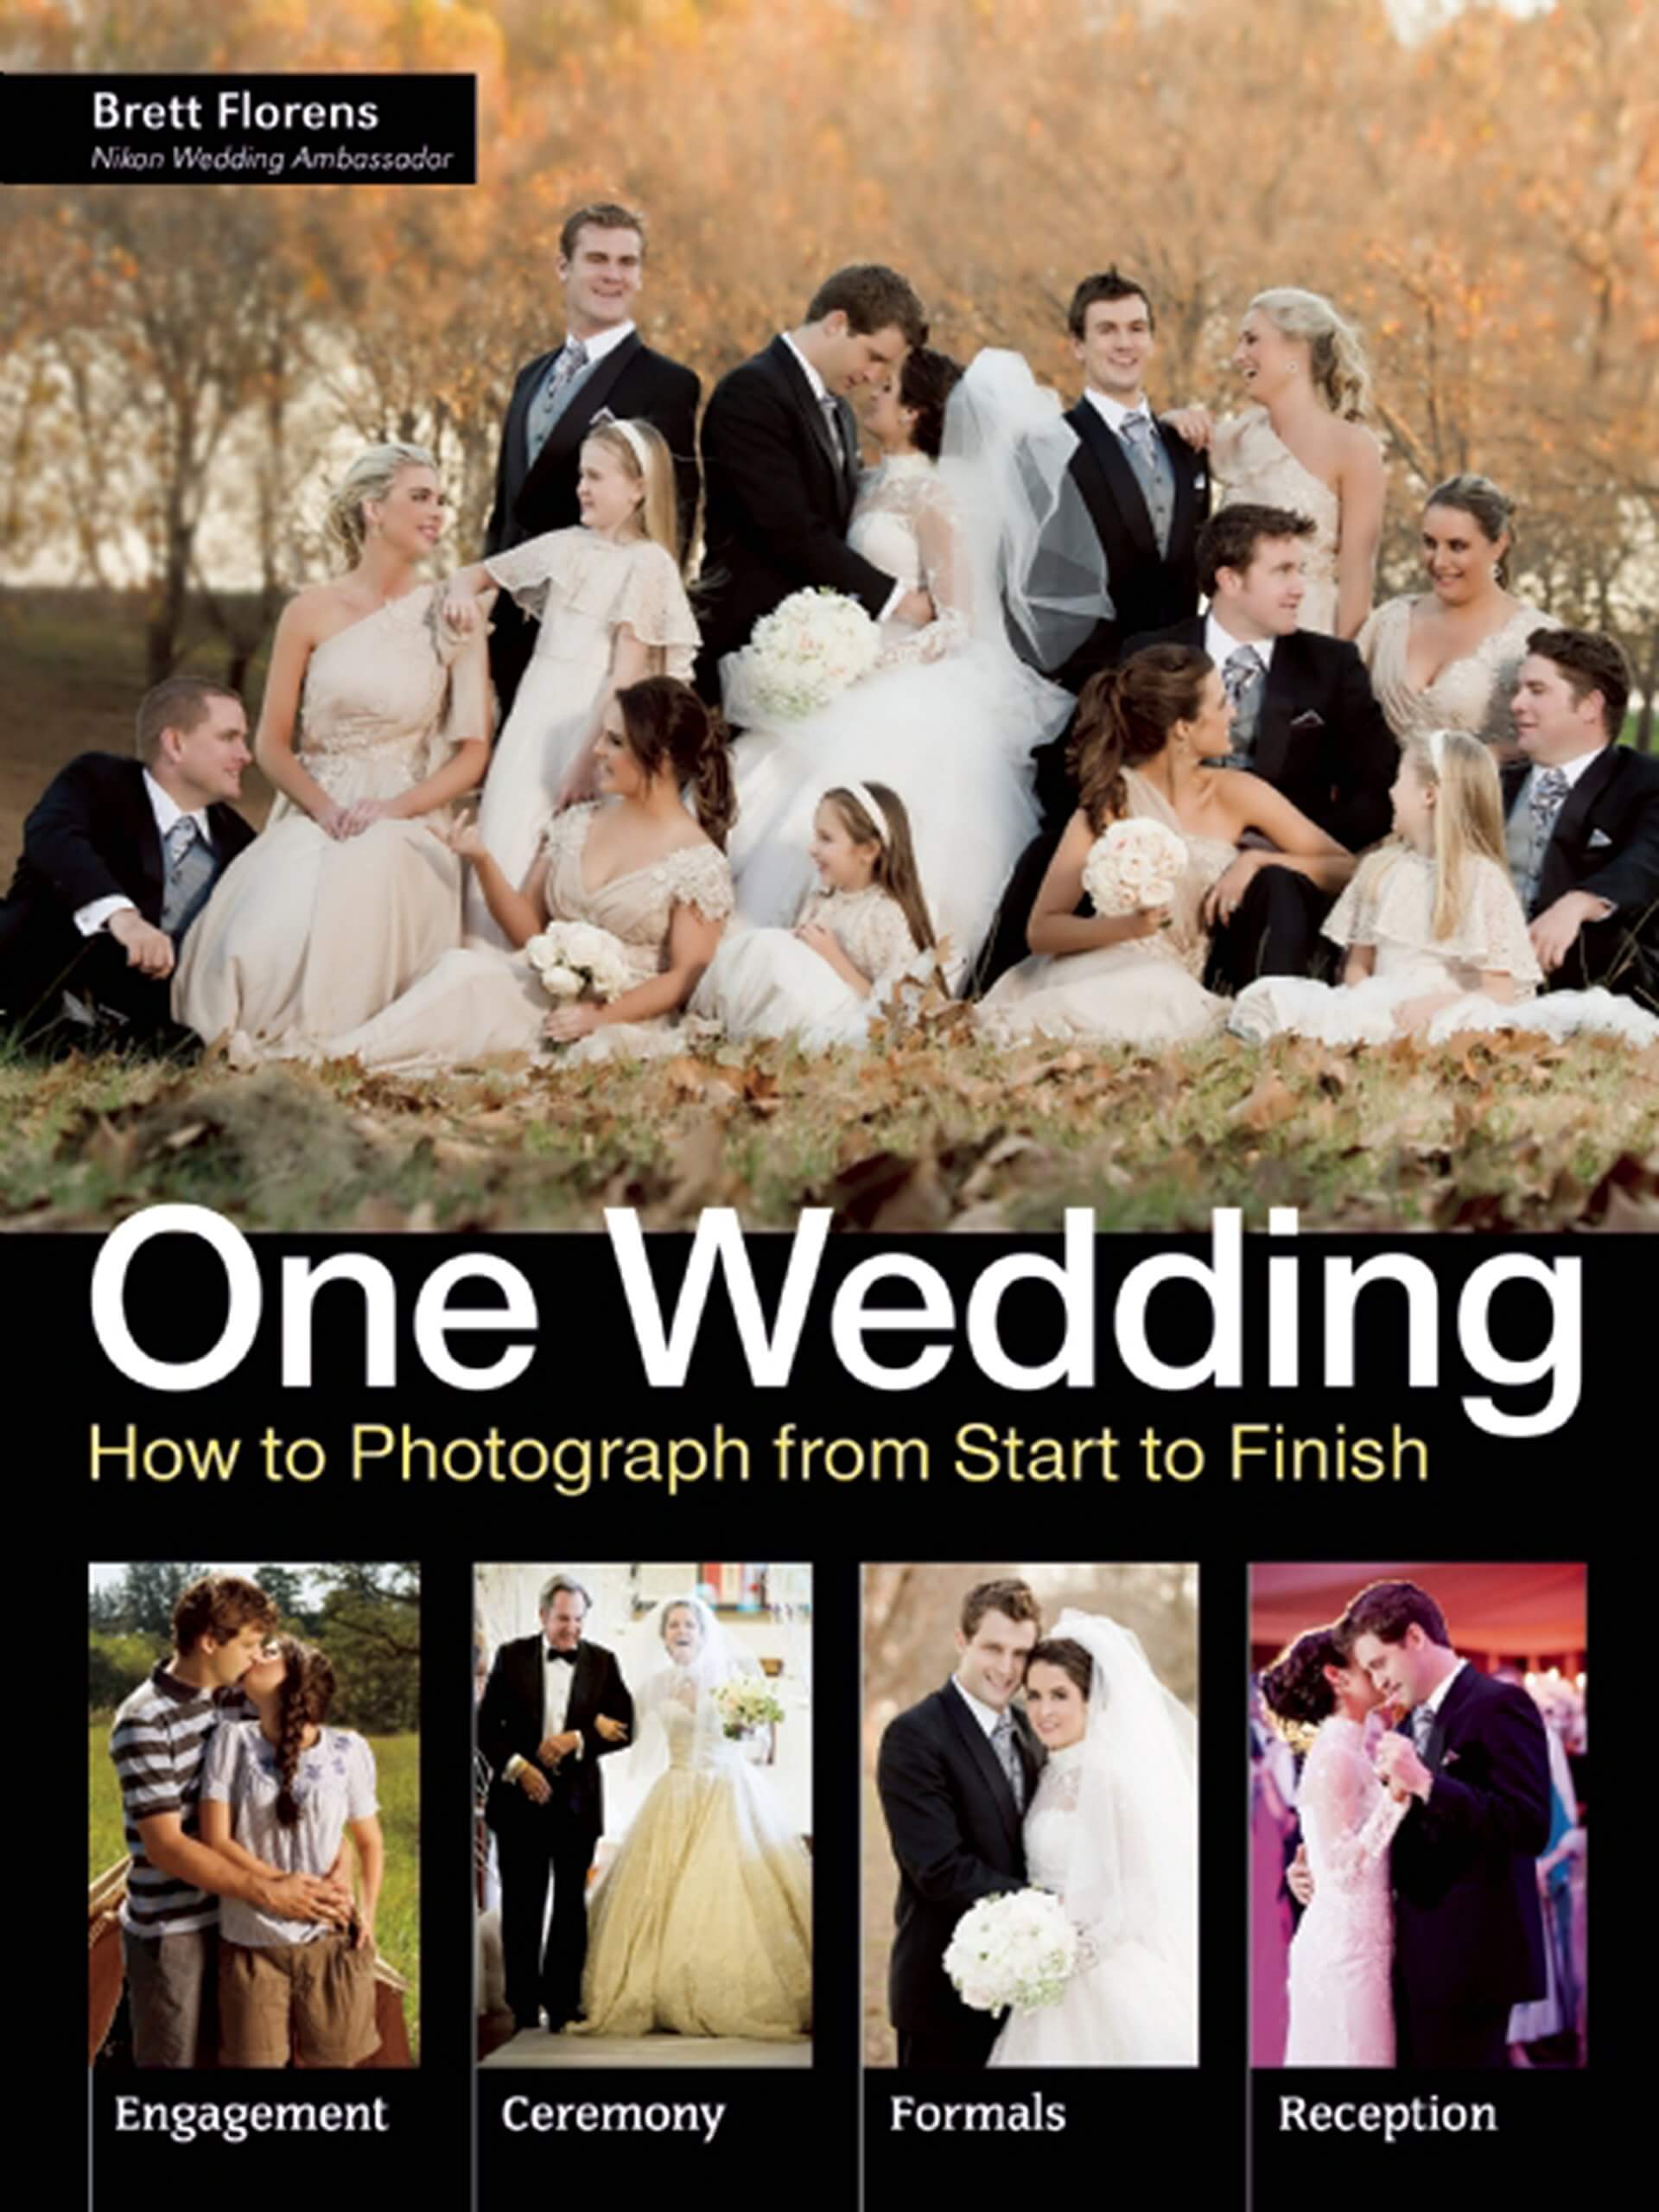 Brett Florens
Nikon Wedding Ambassador
One Wedding
How to Photograph from Start to Finish
Engagement
Ceremony
Formals
Reception